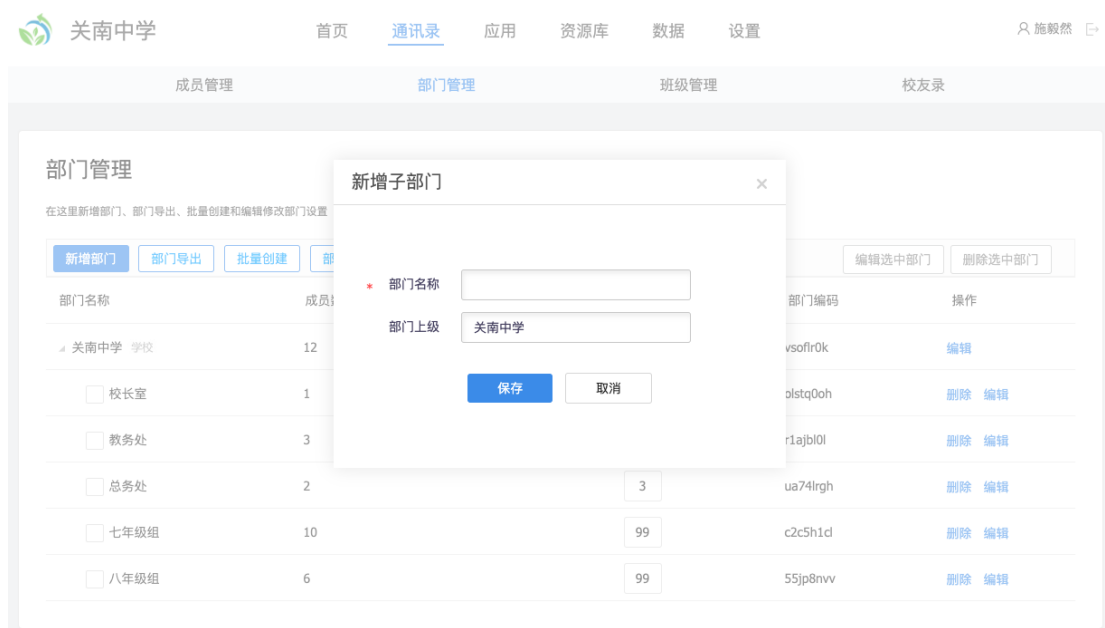 关南中学 首页 通讯录 应用 资源库 数据 设置 施毅然
成员管理 部门管理 班级管理 校友录
部门管理
在这里新增部门、部门导出、批量创建和编辑修改部门设置
新增部门 部门导出 批量创建 部 编辑选中部门 删除选中部门
部门名称 成员 部门编码 操作
关南中学 学校 12 vsoflr0k 编辑
校长室 1 olstq0oh 删除 编辑
教务处 3 r1ajbl0l 删除 编辑
总务处 2 3 ua74lrgh 删除 编辑
七年级组 10 99 c2c5h1cl 删除 编辑
八年级组 6 99 55jp8nvv 删除 编辑
新增子部门 ×
* 部门名称
部门上级 关南中学
保存 取消